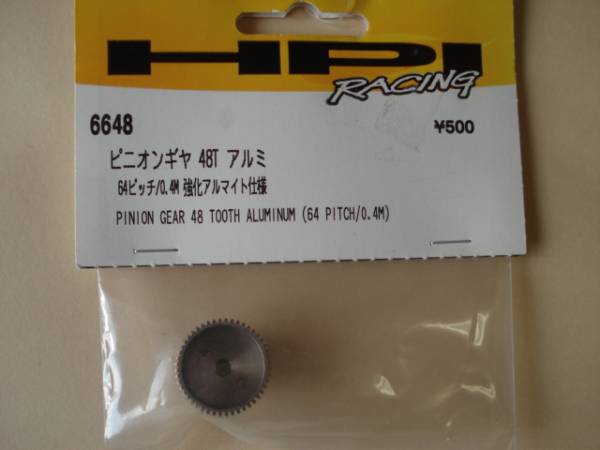 HPI
RACING
6648
¥500
ピニオンギヤ 48T アルミ
64ピッチ/0.4M 強化アルマイト仕様
PINION GEAR 48 TOOTH ALUMINUM (64 PITCH/0.4M)